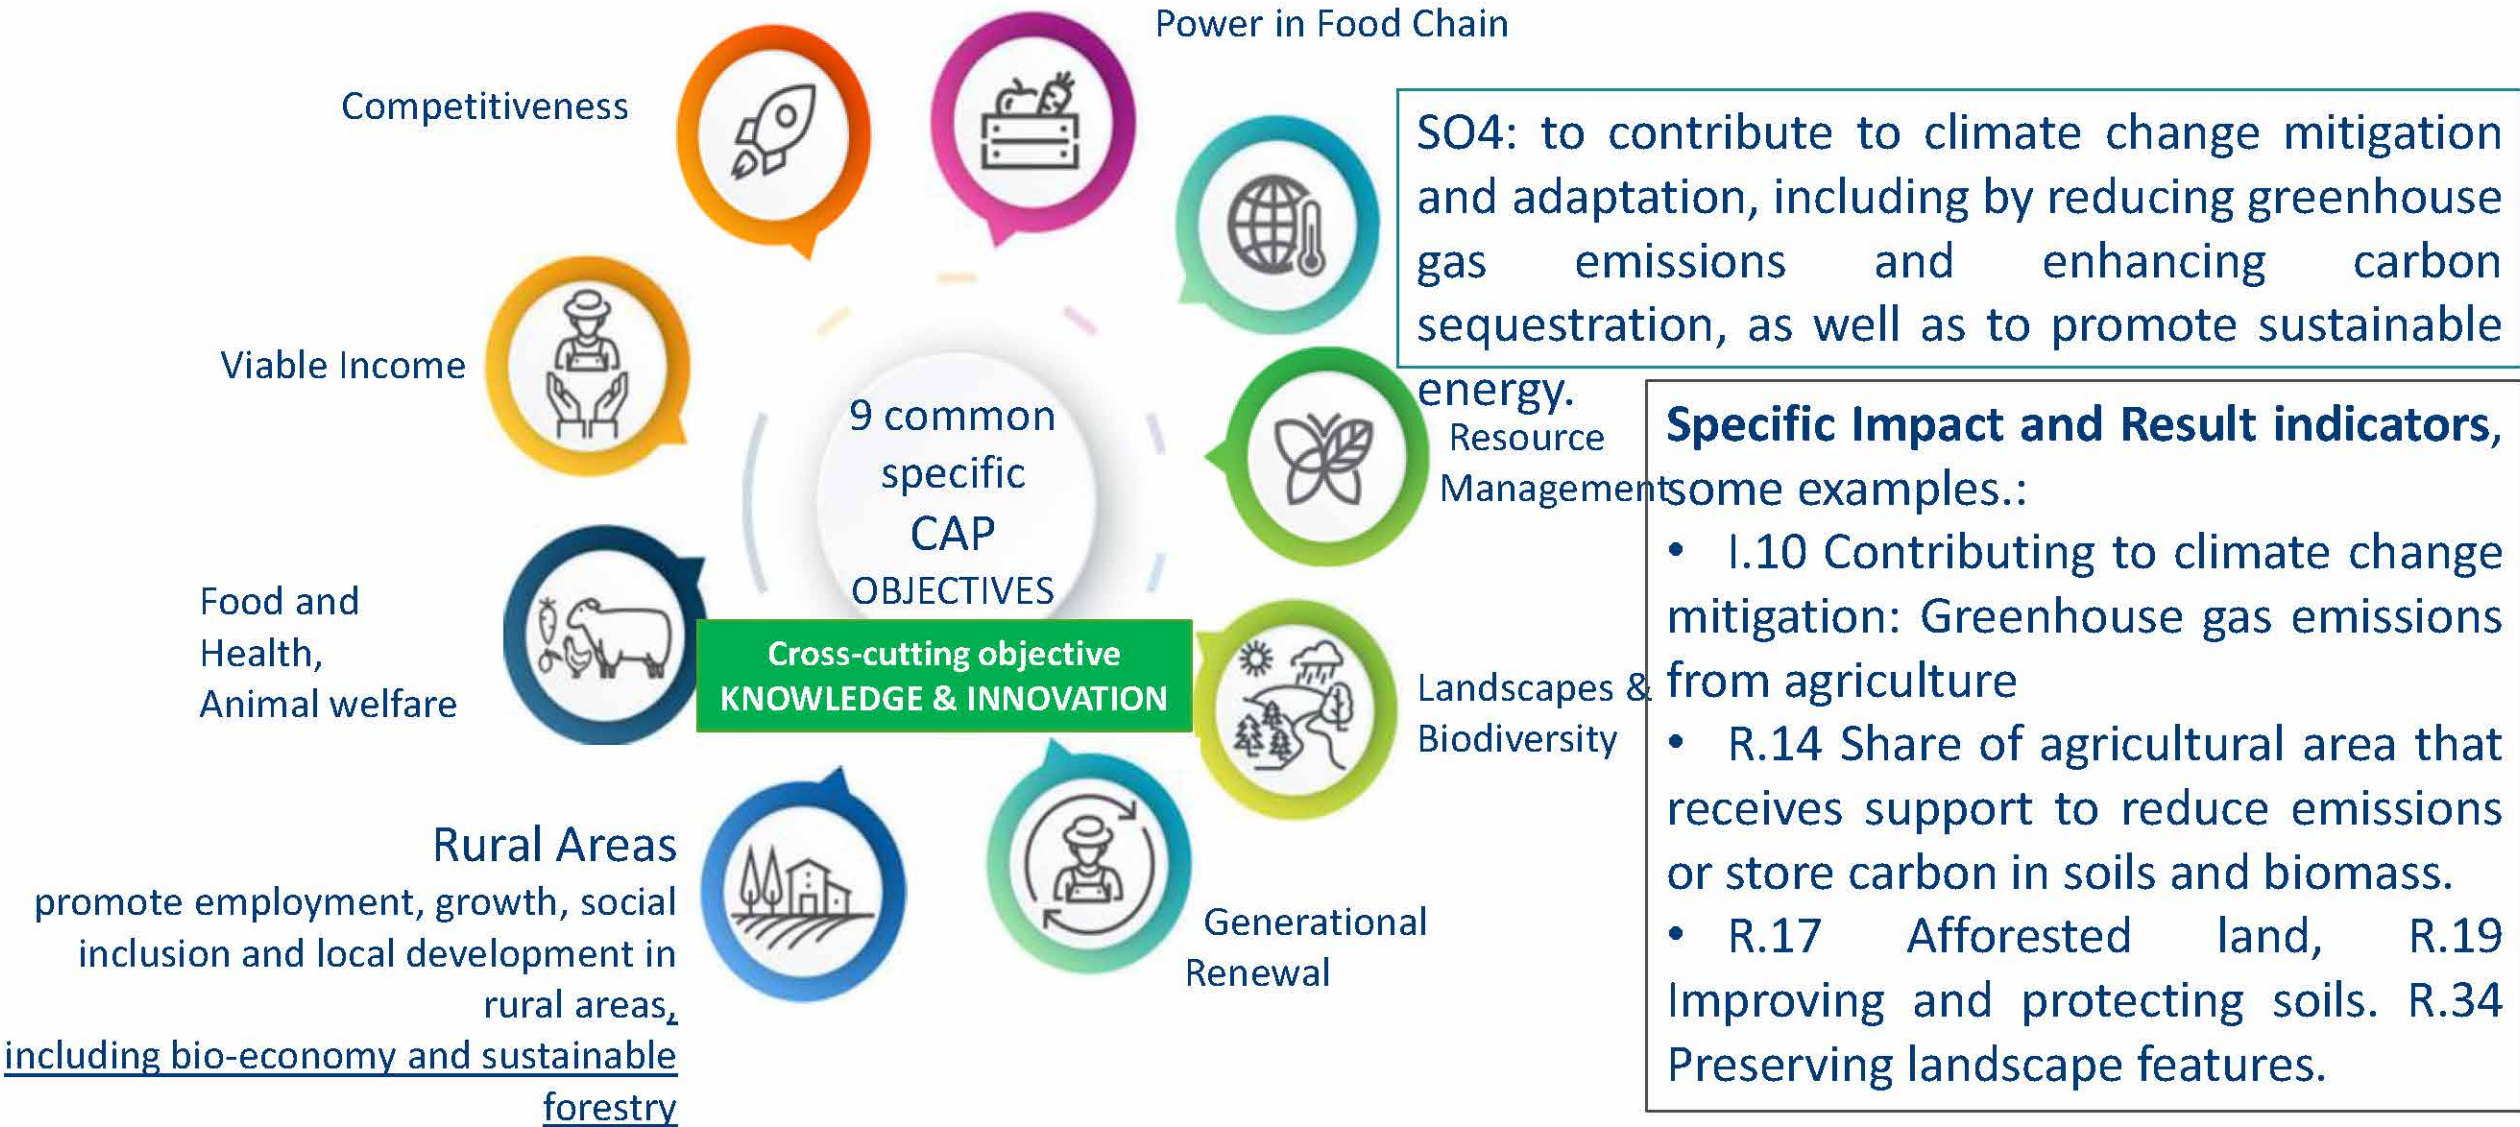 Power in Food Chain
Competitiveness
SO4: to contribute to climate change mitigation
and adaptation, including by reducing greenhouse
gas emissions and enhancing carbon
sequestration, as well as to promote sustainable
energy.
Viable Income
9 common
specific
CAP
OBJECTIVES
Resource
Management
Cross-cutting objective
KNOWLEDGE & INNOVATION
Food and
Health,
Animal welfare
Landscapes &
Biodiversity
Rural Areas
promote employment, growth, social
inclusion and local development in
rural areas,
including bio-economy and sustainable
forestry
Generational
Renewal
Specific Impact and Result indicators,
some examples.:
• I.10 Contributing to climate change
mitigation: Greenhouse gas emissions
from agriculture
• R.14 Share of agricultural area that
receives support to reduce emissions
or store carbon in soils and biomass.
• R.17 Afforested land, R.19
Improving and protecting soils. R.34
Preserving landscape features.